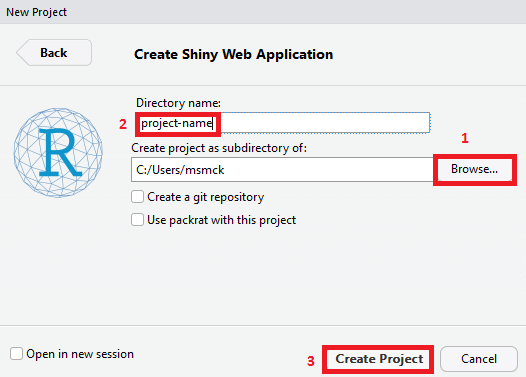 New Project
Back
Create Shiny Web Application
Directory name:
2
project-name
1
Create project as subdirectory of:
C:/Users/msmck
Browse...
Create a git repository
Use packrat with this project
R
Open in new session
3
Create Project
Cancel